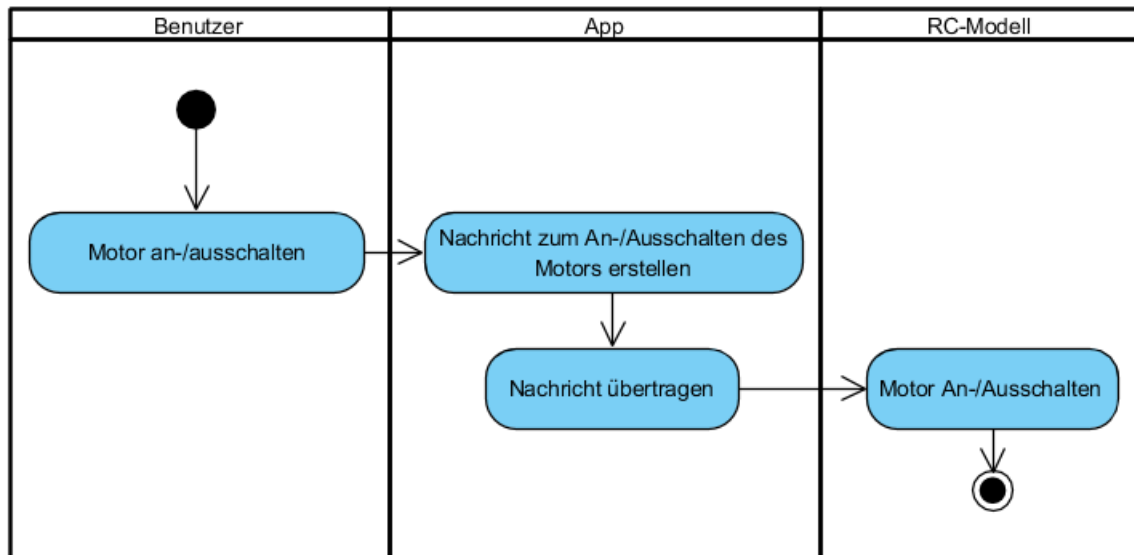 Benutzer
App
RC-Modell
Motor an-/ausschalten
Nachricht zum An-/Ausschalten des
Motors erstellen
Nachricht übertragen
Motor An-/Ausschalten